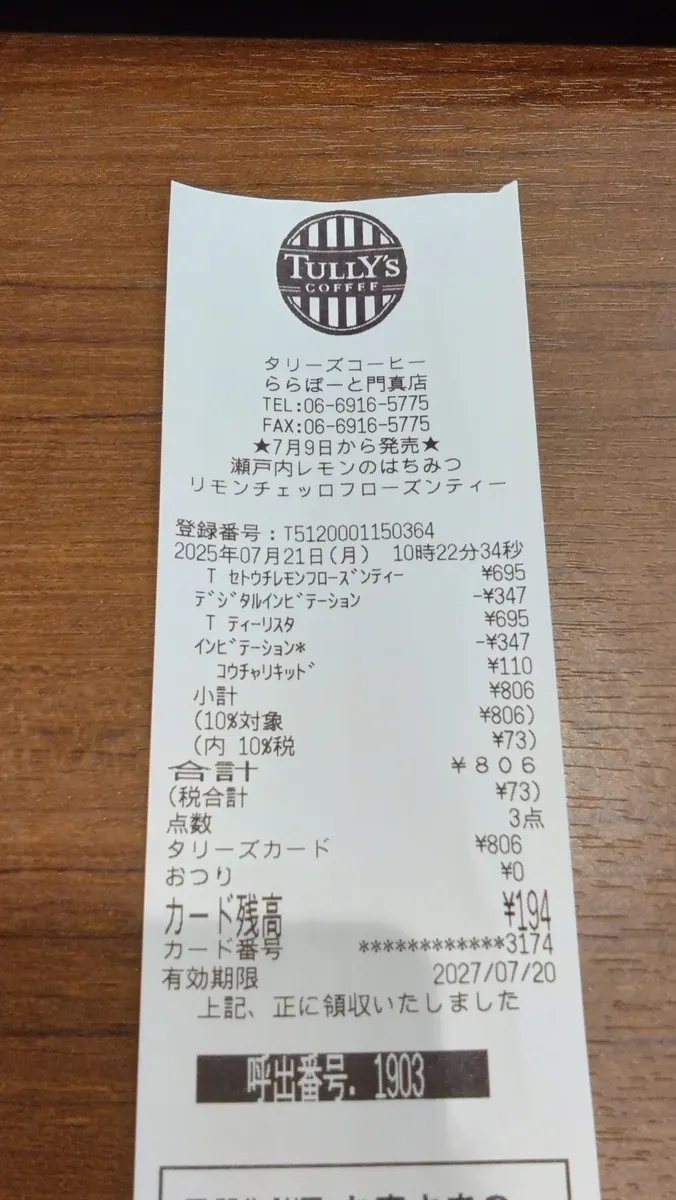 TULLY'S
COFFEE
タリーズコーヒー
ららぽーと門真店
TEL:06-6916-5775
FAX:06-6916-5775
★7月9日から発売★
瀬戸内レモンのはちみつ
リモンチェッロフローズンティー
登録番号:T5120001150364
2025年07月21日(月) 10時22分34秒
T セトウチレモンフローズンティー ¥695
デジタルインビテーション -¥347
T ティーリスタ ¥695
インビテーション* -¥347
コウチャリキッド ¥110
小計 ¥806
(10%対象 ¥806)
(内 10%税 ¥73)
合計 ¥806
(税合計 ¥73)
点数 3点
タリーズカード ¥806
おつり ¥0
カード残高 ¥194
カード番号 ************3174
有効期限 2027/07/20
上記、正に領収いたしました
呼出番号. 1903